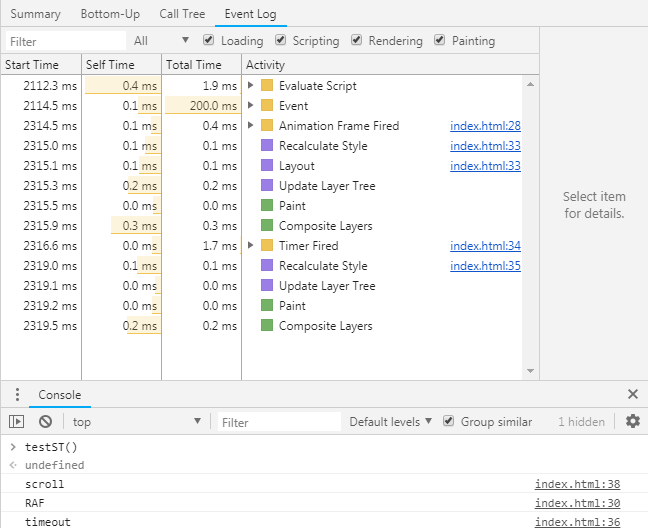 Summary Bottom-Up Call Tree Event Log
Filter All Loading Scripting Rendering Painting
Start Time Self Time Total Time Activity
2112.3 ms 0.4 ms 1.9 ms Evaluate Script
2114.5 ms 0.1 ms 200.0 ms Event
2314.5 ms 0.1 ms 0.4 ms Animation Frame Fired index.html:28
2315.0 ms 0.1 ms 0.1 ms Recalculate Style index.html:33
2315.1 ms 0.1 ms 0.1 ms Layout index.html:33
2315.3 ms 0.2 ms 0.2 ms Update Layer Tree
2315.5 ms 0.0 ms 0.0 ms Paint
2315.9 ms 0.3 ms 0.3 ms Composite Layers
2316.6 ms 0.0 ms 1.7 ms Timer Fired index.html:34
2319.0 ms 0.1 ms 0.1 ms Recalculate Style index.html:35
2319.1 ms 0.0 ms 0.0 ms Update Layer Tree
2319.2 ms 0.0 ms 0.0 ms Paint
2319.5 ms 0.2 ms 0.2 ms Composite Layers
Select item
for details.
Console
top Filter Default levels Group similar 1 hidden
testST()
undefined
scroll index.html:38
RAF index.html:30
timeout index.html:36